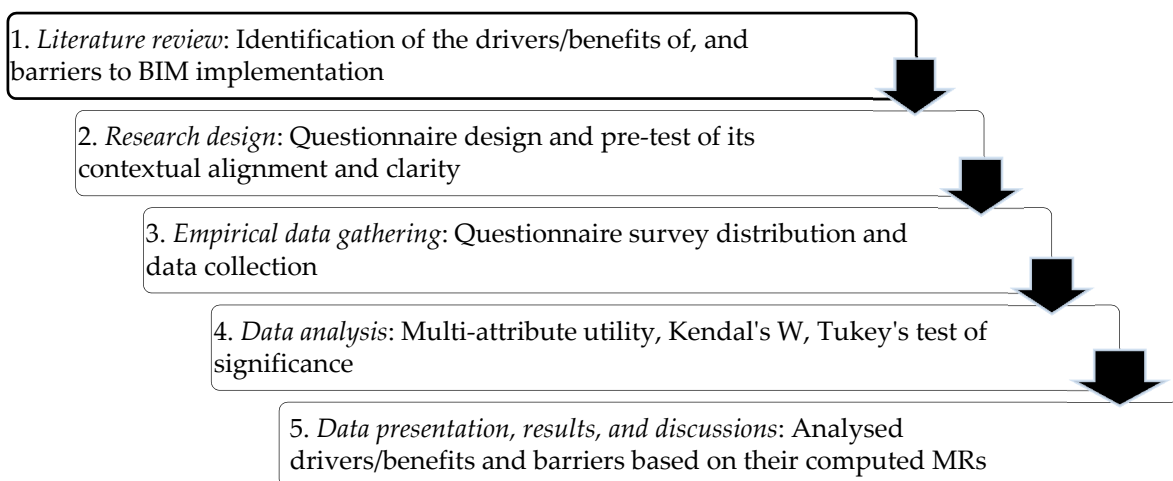 1. Literature review: Identification of the drivers/benefits of, and
barriers to BIM implementation
2. Research design: Questionnaire design and pre-test of its
contextual alignment and clarity
3. Empirical data gathering: Questionnaire survey distribution and
data collection
4. Data analysis: Multi-attribute utility, Kendal's W, Tukey's test of
significance
5. Data presentation, results, and discussions: Analysed
drivers/benefits and barriers based on their computed MRs